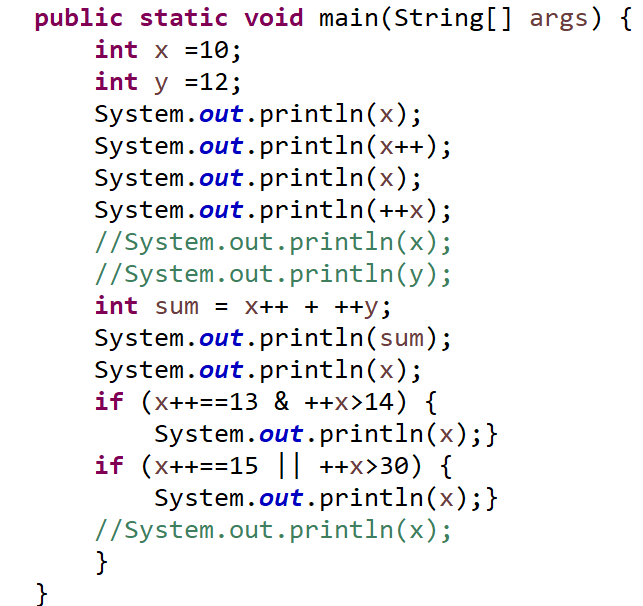 public static void main(String[] args) {
int x =10;
int y =12;
System.out.println(x);
System.out.println(x++);
System.out.println(x);
System.out.println(++x);
//System.out.println(x);
//System.out.println(y);
int sum = x++ + ++y;
System.out.println(sum);
System.out.println(x);
if (x++==13 & ++x>14) {
System.out.println(x);}
if (x++==15 || ++x>30) {
System.out.println(x);}
//System.out.println(x);
}
}